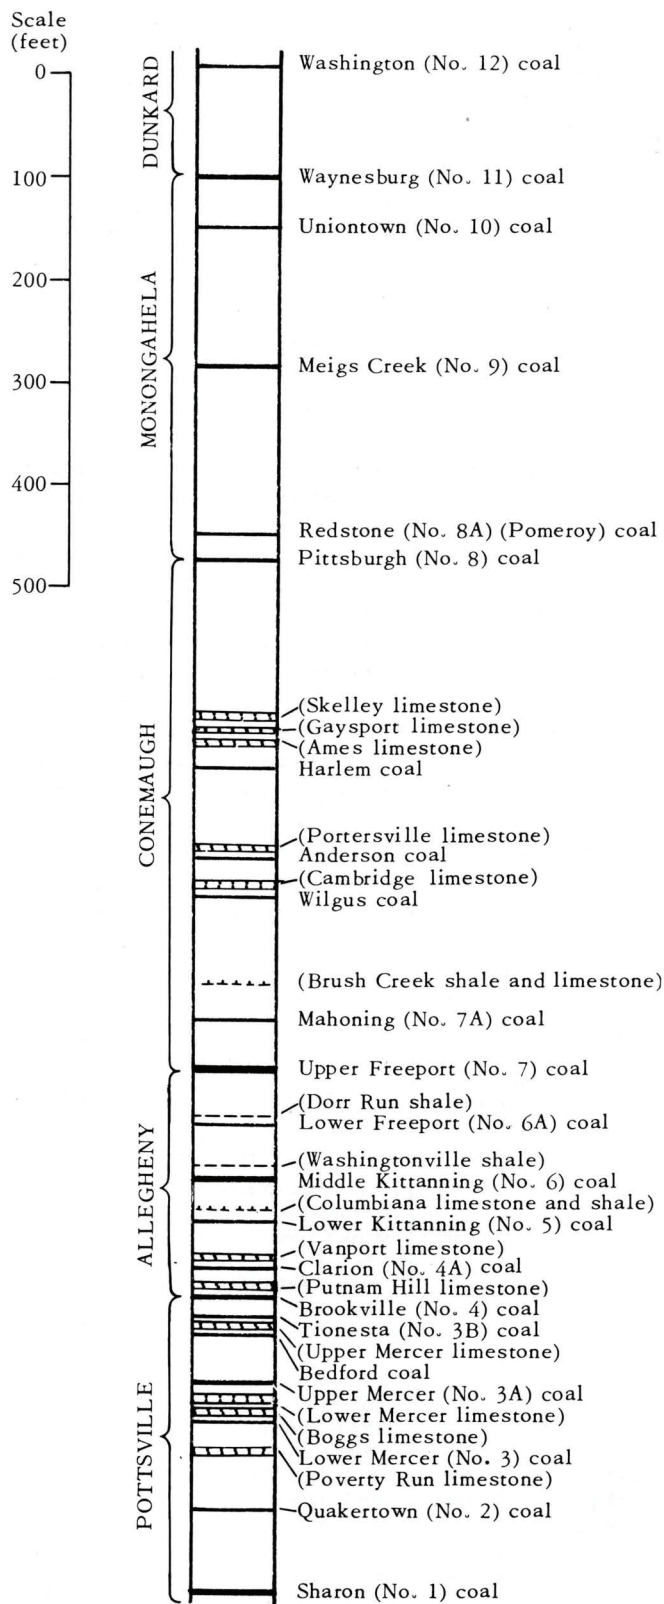 Scale
(feet)
0
100
200
300
400
500
DUNKARD
MONONGAHELA
CONEMAUGH
ALLEGHENY
POTTSVILLE
Washington (No. 12) coal
Waynesburg (No. 11) coal
Uniontown (No. 10) coal
Meigs Creek (No. 9) coal
Redstone (No. 8A) (Pomeroy) coal
Pittsburgh (No. 8) coal
(Skelley limestone)
(Gaysport limestone)
(Ames limestone)
Harlem coal
(Portersville limestone)
Anderson coal
(Cambridge limestone)
Wilgus coal
(Brush Creek shale and limestone)
Mahoning (No. 7A) coal
Upper Freeport (No. 7) coal
(Dorr Run shale)
Lower Freeport (No. 6A) coal
(Washingtonville shale)
Middle Kittanning (No. 6) coal
(Columbiana limestone and shale)
Lower Kittanning (No. 5) coal
(Vanport limestone)
Clarion (No. 4A) coal
(Putnam Hill limestone)
Brookville (No. 4) coal
Tionesta (No. 3B) coal
(Upper Mercer limestone)
Bedford coal
Upper Mercer (No. 3A) coal
(Lower Mercer limestone)
(Boggs limestone)
Lower Mercer (No. 3) coal
(Poverty Run limestone)
Quakertown (No. 2) coal
Sharon (No. 1) coal